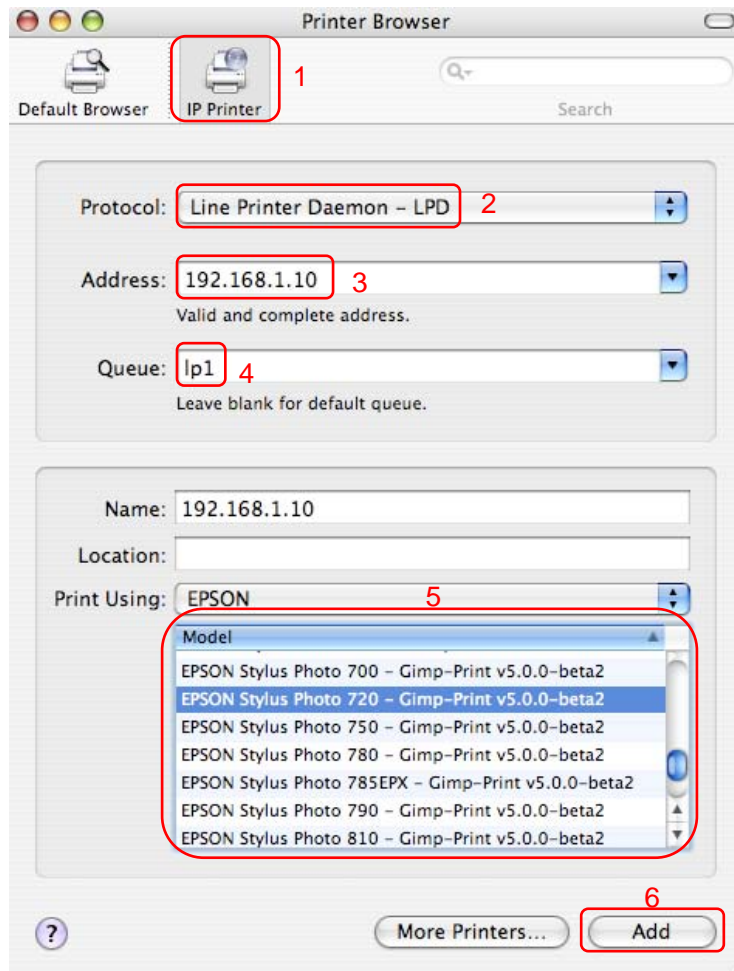 Printer Browser
Default Browser
IP Printer
1
Search
Protocol: Line Printer Daemon – LPD 2
Address: 192.168.1.10 3
Valid and complete address.
Queue: lp1 4
Leave blank for default queue.
Name: 192.168.1.10
Location:
Print Using: EPSON 5
Model
EPSON Stylus Photo 700 – Gimp-Print v5.0.0-beta2
EPSON Stylus Photo 720 – Gimp-Print v5.0.0-beta2
EPSON Stylus Photo 750 – Gimp-Print v5.0.0-beta2
EPSON Stylus Photo 780 – Gimp-Print v5.0.0-beta2
EPSON Stylus Photo 785EPX – Gimp-Print v5.0.0-beta2
EPSON Stylus Photo 790 – Gimp-Print v5.0.0-beta2
EPSON Stylus Photo 810 – Gimp-Print v5.0.0-beta2
6
? More Printers... Add